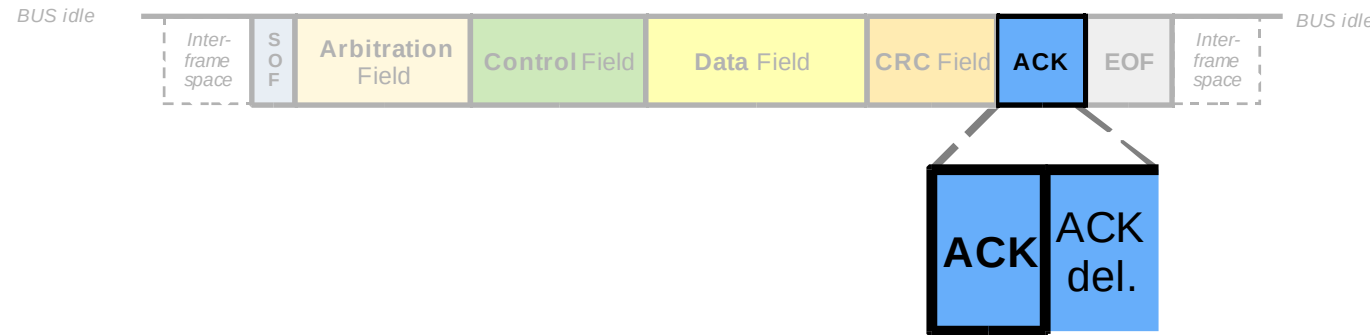 BUS idle
Inter-
frame
space
S
O
F
Arbitration
Field
Control Field
Data Field
CRC Field
ACK
EOF
Inter-
frame
space
BUS idle
ACK
ACK
del.